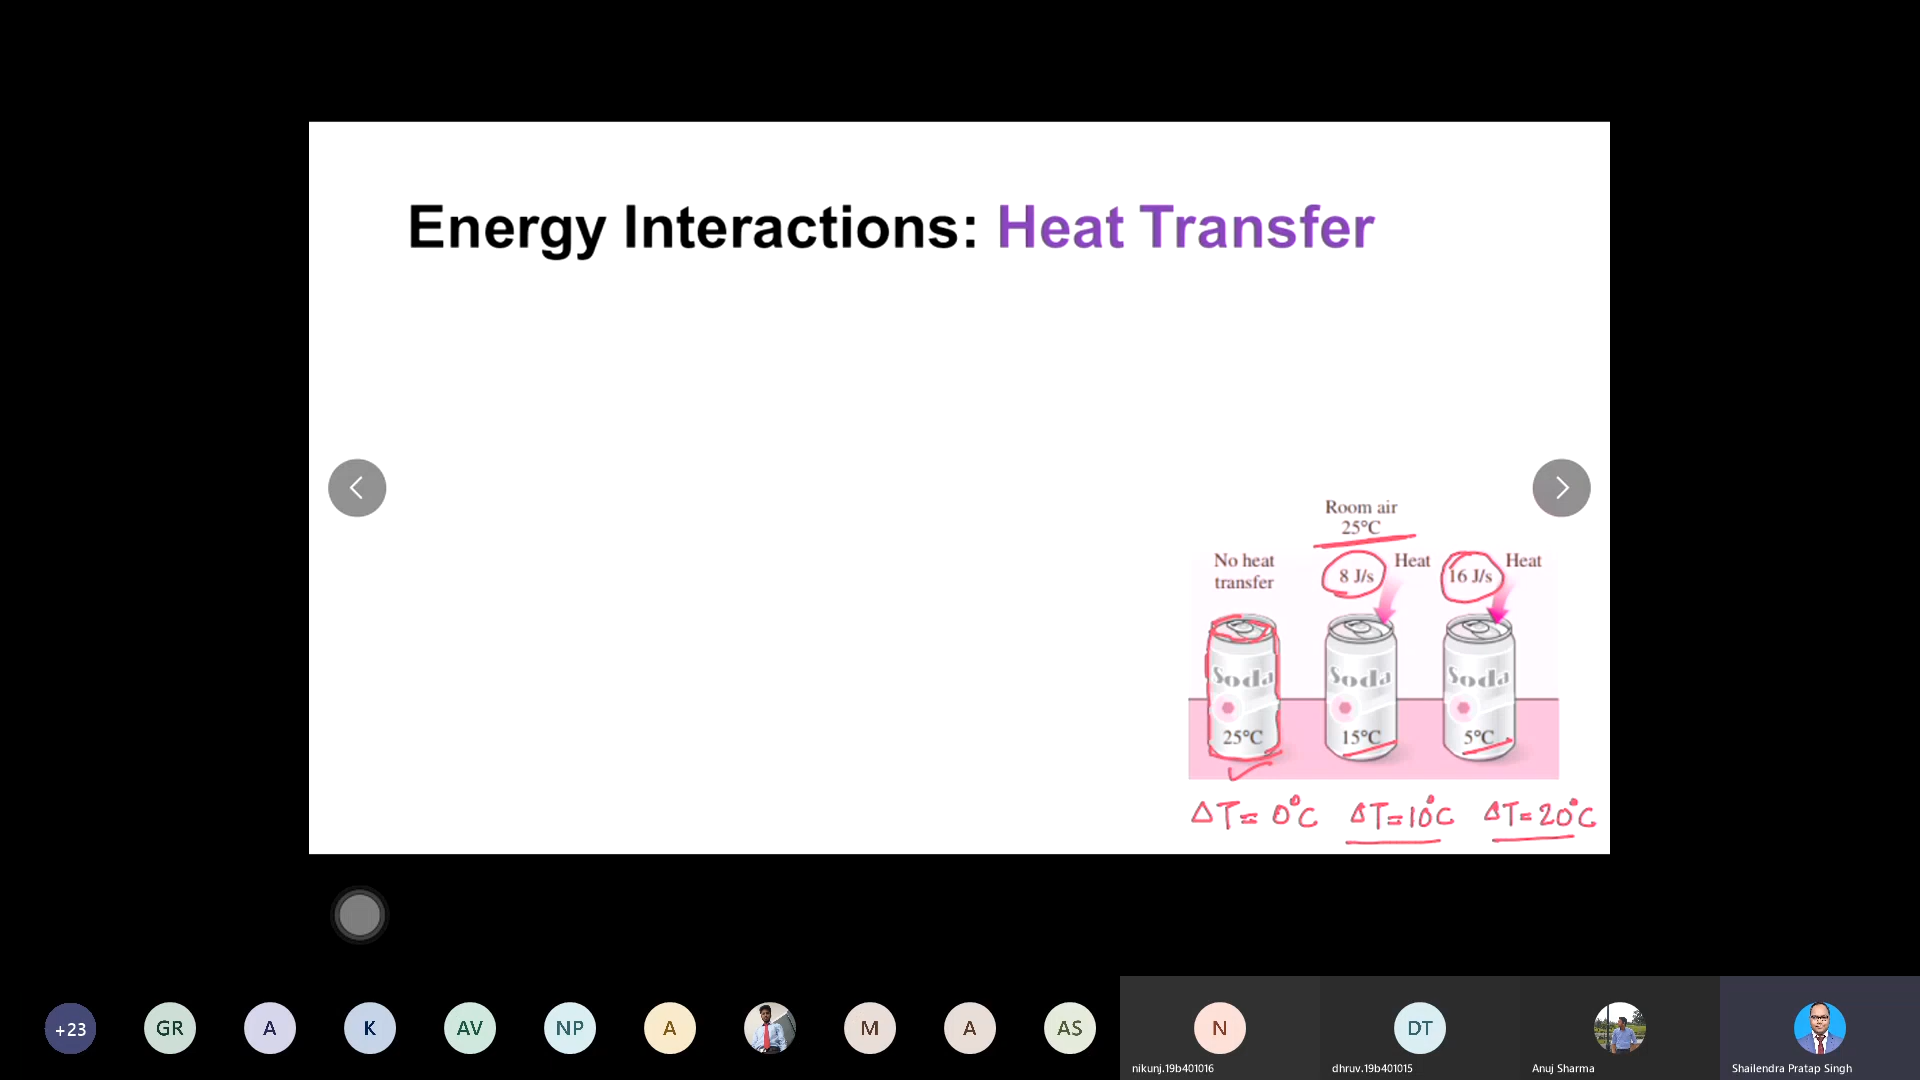 Energy Interactions: Heat Transfer
Room air
25°C
No heat
transfer
8 J/s
Heat
16 J/s
Heat
Soda
Soda
Soda
25°C
15°C
5°C
ΔT= 0°C
ΔT=10°C
ΔT=20°C
+23
GR
A
K
AV
NP
A
M
A
AS
N
DT
nikunj.19b401016
dhruv.19b401015
Anuj Sharma
Shailendra Pratap Singh